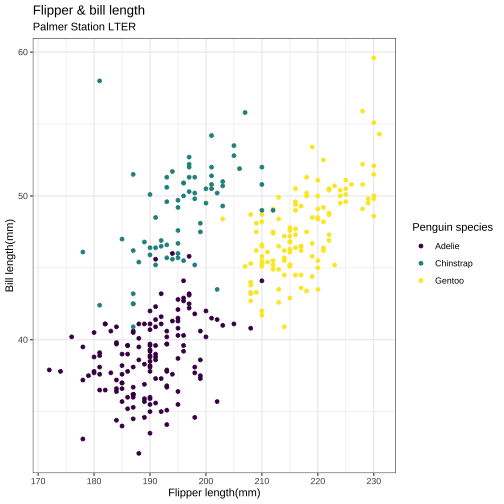 Flipper & bill length
Palmer Station LTER
60
50
40
Bill length(mm)
170 180 190 200 210 220 230
Flipper length(mm)
Penguin species
Adelie
Chinstrap
Gentoo